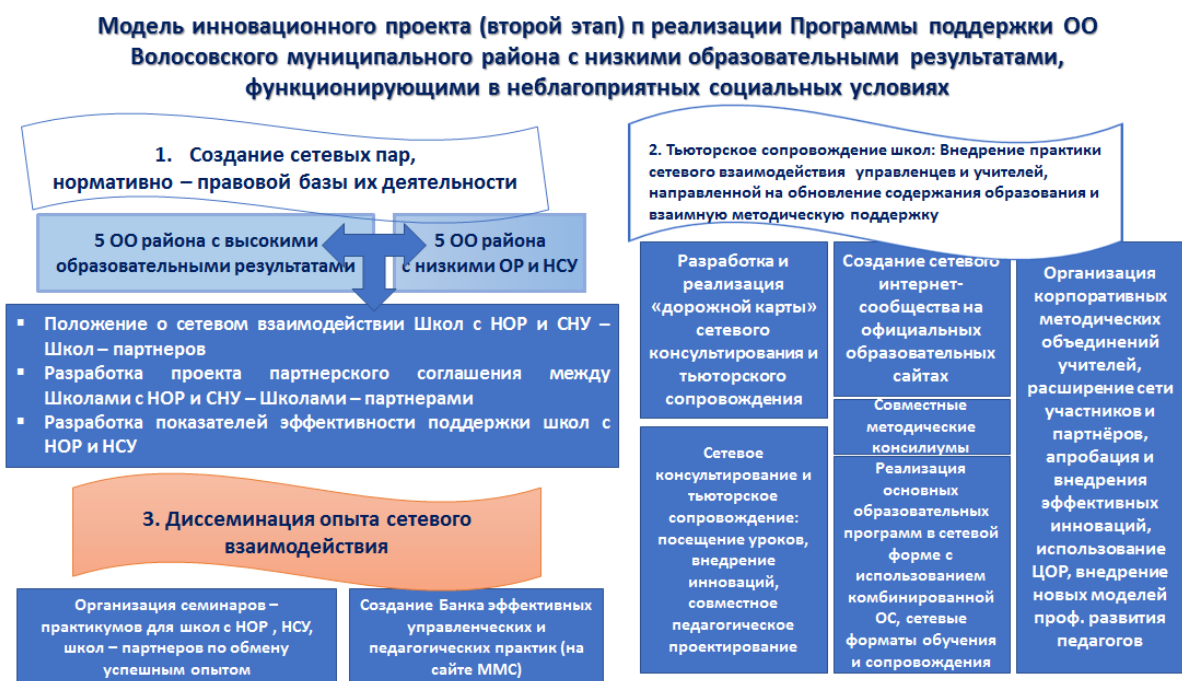 Модель инновационного проекта (второй этап) п реализации Программы поддержки ОО
Волосовского муниципального района с низкими образовательными результатами,
функционирующими в неблагоприятных социальных условиях
1. Создание сетевых пар,
нормативно – правовой базы их деятельности
5 ОО района с высокими
образовательными результатами
5 ОО района
с низкими ОР и НСУ
▪ Положение о сетевом взаимодействии Школ с НОР и СНУ –
Школ – партнеров
▪ Разработка проекта партнерского соглашения между
Школами с НОР и СНУ – Школами – партнерами
▪ Разработка показателей эффективности поддержки школ с
НОР и НСУ
3. Диссеминация опыта сетевого
взаимодействия
Организация семинаров –
практикумов для школ с НОР , НСУ,
школ – партнеров по обмену
успешным опытом
Создание Банка эффективных
управленческих и
педагогических практик (на
сайте ММС)
2. Тьюторское сопровождение школ: Внедрение практики
сетевого взаимодействия управленцев и учителей,
направленной на обновление содержания образования и
взаимную методическую поддержку
Разработка и
реализация
«дорожной карты»
сетевого
консультирования и
тьюторского
сопровождения
Сетевое
консультирование и
тьюторское
сопровождение:
посещение уроков,
внедрение
инноваций,
совместное
педагогическое
проектирование
Создание сетевого
интернет-
сообщества на
официальных
образовательных
сайтах
Совместные
методические
консилиумы
Реализация
основных
образовательных
программ в сетевой
форме с
использованием
комбинированной
ОС, сетевые
форматы обучения
и сопровождения
Организация
корпоративных
методических
объединений
учителей,
расширение сети
участников и
партнёров,
апробация и
внедрения
эффективных
инноваций,
использование
ЦОР, внедрение
новых моделей
проф. развития
педагогов